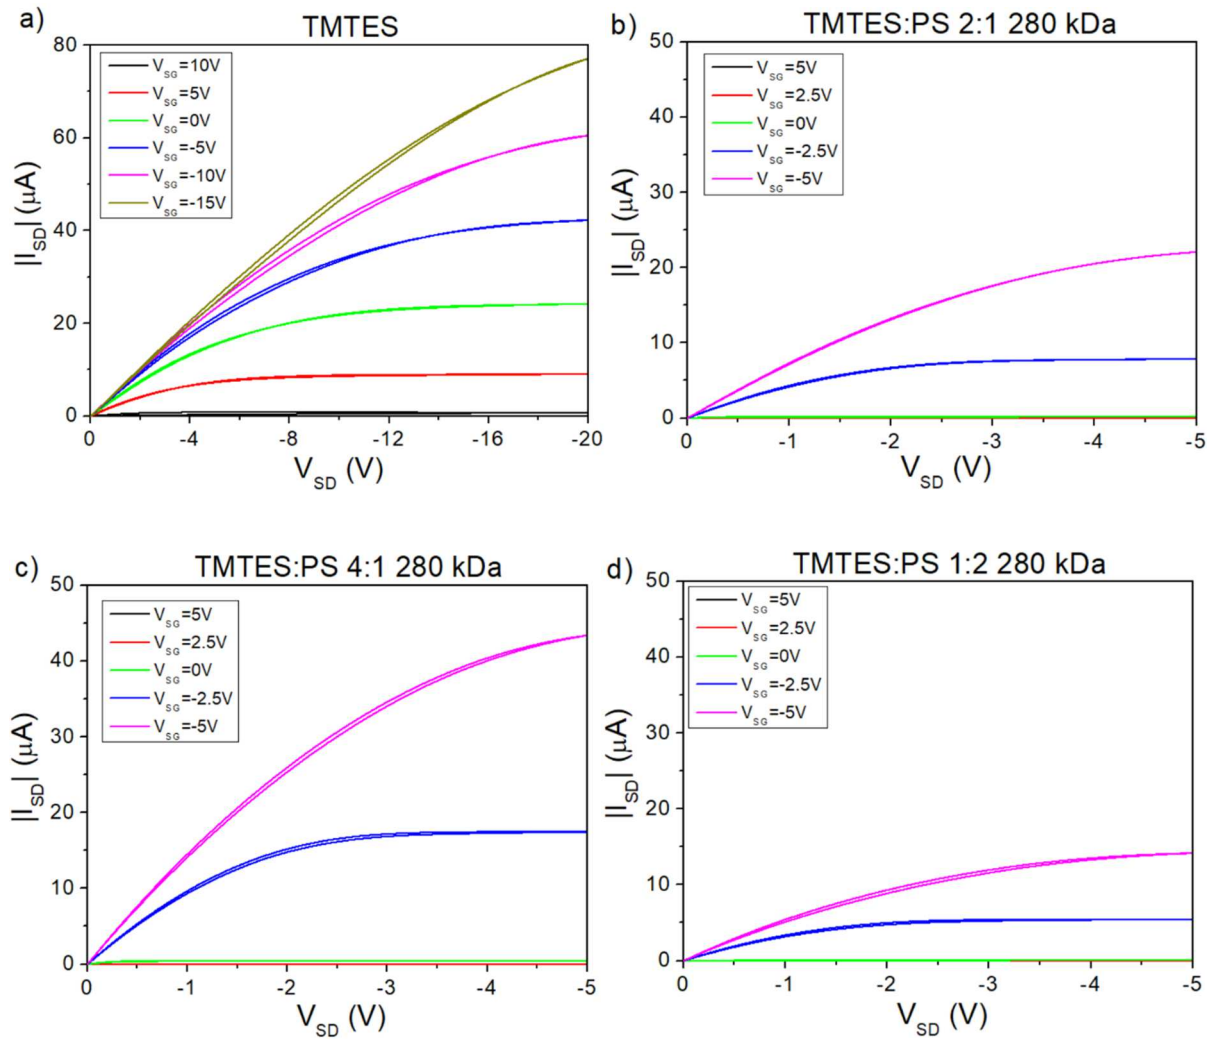 a)
TMTES
V_SG=10V
V_SG=5V
V_SG=0V
V_SG=-5V
V_SG=-10V
V_SG=-15V
80
60
40
20
0
|I_SD| (μA)
0 -4 -8 -12 -16 -20
V_SD (V)
b)
TMTES:PS 2:1 280 kDa
V_SG=5V
V_SG=2.5V
V_SG=0V
V_SG=-2.5V
V_SG=-5V
50
40
30
20
10
0
|I_SD| (μA)
0 -1 -2 -3 -4 -5
V_SD (V)
c)
TMTES:PS 4:1 280 kDa
V_SG=5V
V_SG=2.5V
V_SG=0V
V_SG=-2.5V
V_SG=-5V
50
40
30
20
10
0
|I_SD| (μA)
0 -1 -2 -3 -4 -5
V_SD (V)
d)
TMTES:PS 1:2 280 kDa
V_SG=5V
V_SG=2.5V
V_SG=0V
V_SG=-2.5V
V_SG=-5V
50
40
30
20
10
0
|I_SD| (μA)
0 -1 -2 -3 -4 -5
V_SD (V)